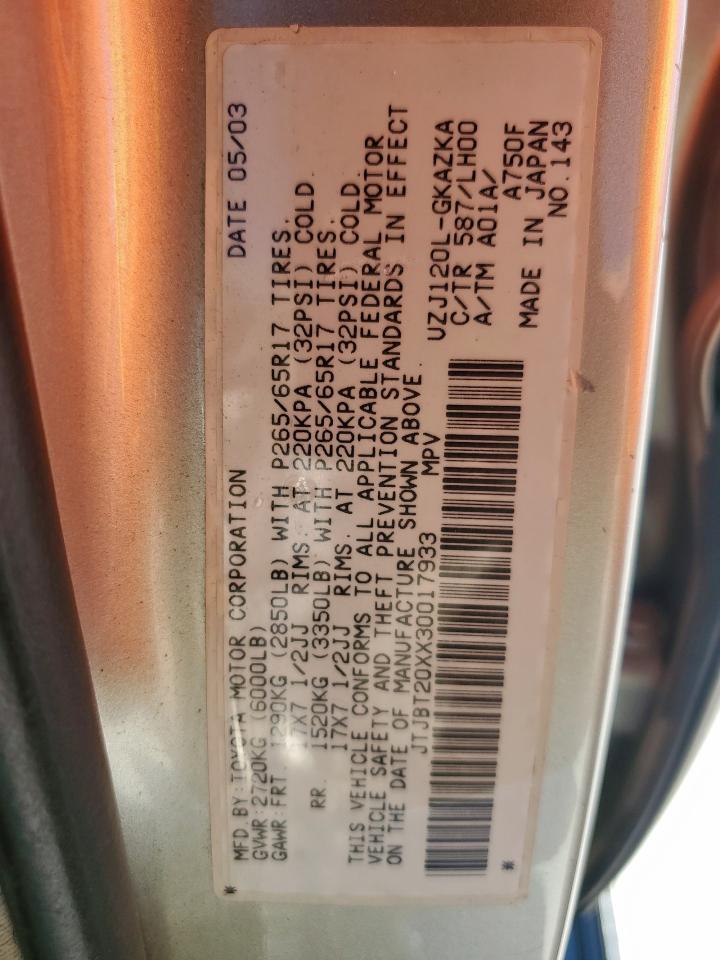 MFD.BY:TOYOTA MOTOR CORPORATION DATE 05/03
GVWR:2720KG (6000LB)
GAWR:FRT. 1290KG (2850LB) WITH P265/65R17 TIRES.
17X7 1/2JJ RIMS. AT 220KPA (32PSI) COLD.
RR. 1520KG (3350LB) WITH P265/65R17 TIRES.
17X7 1/2JJ RIMS. AT 220KPA (32PSI) COLD.
THIS VEHICLE CONFORMS TO ALL APPLICABLE FEDERAL MOTOR
VEHICLE SAFETY AND THEFT PREVENTION STANDARDS IN EFFECT
ON THE DATE OF MANUFACTURE SHOWN ABOVE.
JTJBT20XX30017933 MPV
UZJ120L-GKAZKA
C/TR 587/LH00
A/TM A01A/ A750F
MADE IN JAPAN
NO.143